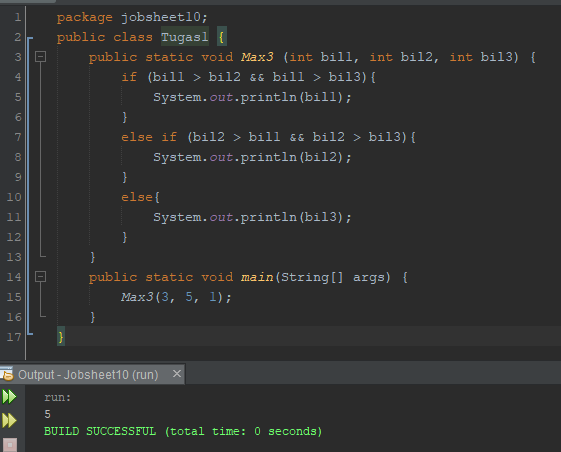 1 package jobsheet10;
2 public class Tugas1 {
3 public static void Max3 (int bil1, int bil2, int bil3) {
4 if (bil1 > bil2 && bil1 > bil3){
5 System.out.println(bil1);
6 }
7 else if (bil2 > bil1 && bil2 > bil3){
8 System.out.println(bil2);
9 }
10 else{
11 System.out.println(bil3);
12 }
13 }
14 public static void main(String[] args) {
15 Max3(3, 5, 1);
16 }
17 }
Output - Jobsheet10 (run) ×
run:
5
BUILD SUCCESSFUL (total time: 0 seconds)